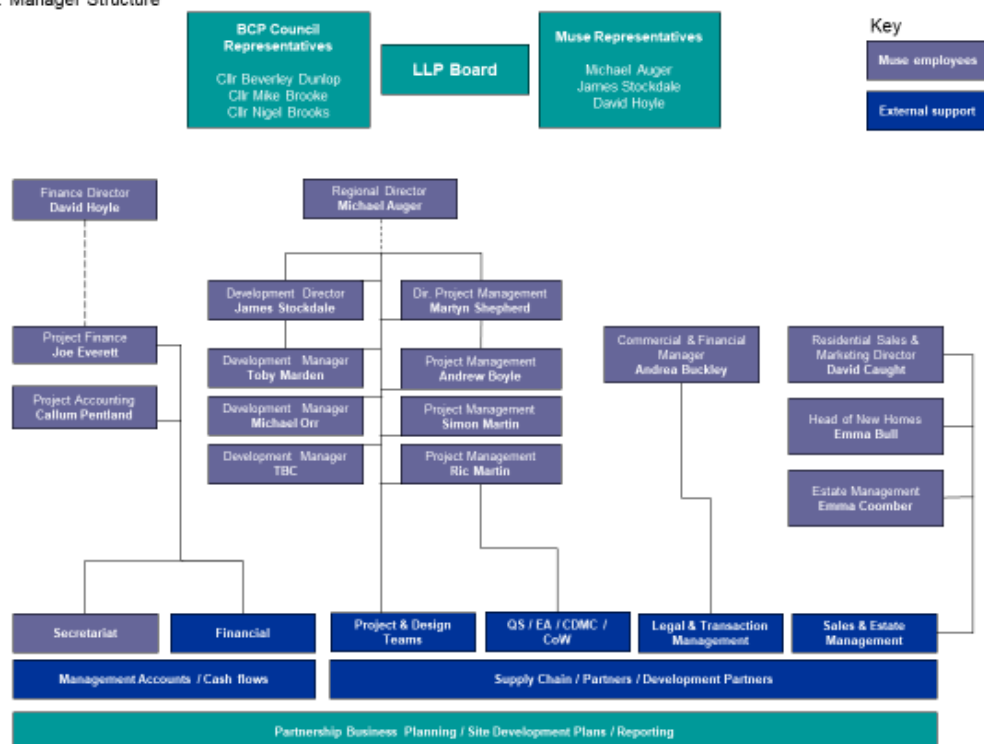 Manager Structure
BCP Council
Representatives
Cllr Beverley Dunlop
Cllr Mike Brooke
Cllr Nigel Brooks
LLP Board
Muse Representatives
Michael Auger
James Stockdale
David Hoyle
Key
Muse employees
External support
Finance Director
David Hoyle
Regional Director
Michael Auger
Development Director
James Stockdale
Dir. Project Management
Martyn Shepherd
Project Finance
Joe Everett
Commercial & Financial
Manager
Andrea Buckley
Residential Sales &
Marketing Director
David Caught
Development Manager
Toby Marden
Project Management
Andrew Boyle
Project Accounting
Callum Pentland
Development Manager
Michael Orr
Project Management
Simon Martin
Head of New Homes
Emma Bull
Development Manager
TBC
Project Management
Ric Martin
Estate Management
Emma Coomber
Secretariat
Financial
Project & Design
Teams
QS / EA / CDMC /
CoW
Legal & Transaction
Management
Sales & Estate
Management
Management Accounts / Cash flows
Supply Chain / Partners / Development Partners
Partnership Business Planning / Site Development Plans / Reporting